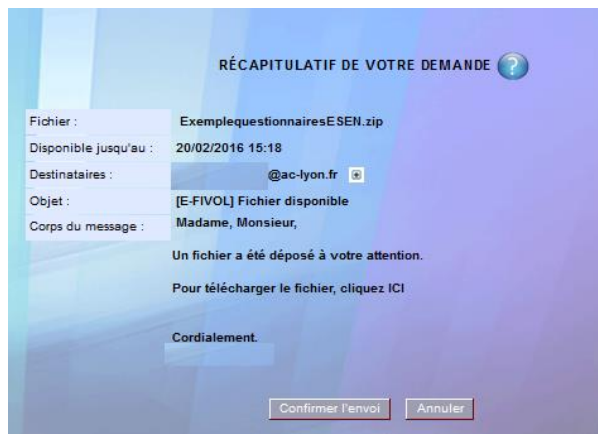 RÉCAPITULATIF DE VOTRE DEMANDE ?
Fichier : ExemplequestionnairesESEN.zip
Disponible jusqu'au : 20/02/2016 15:18
Destinataires : @ac-lyon.fr
Objet : [E-FIVOL] Fichier disponible
Corps du message : Madame, Monsieur,
Un fichier a été déposé à votre attention.
Pour télécharger le fichier, cliquez ICI
Cordialement.
Confirmer l'envoi Annuler